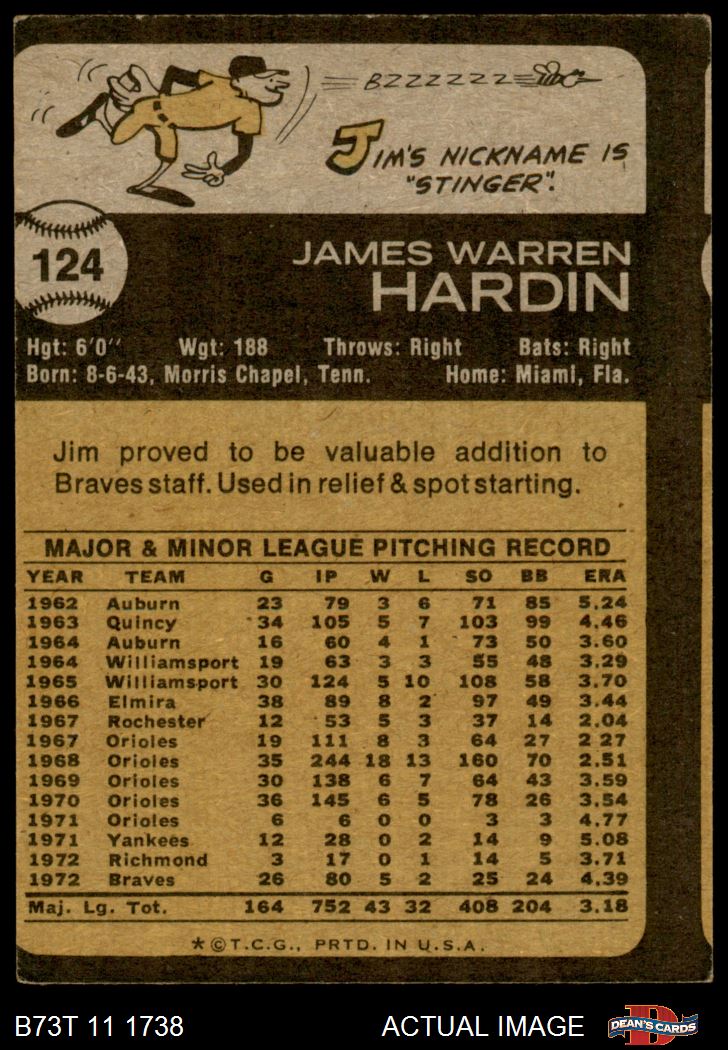 BZZZZZZZ
JIM'S NICKNAME IS
"STINGER".
124
JAMES WARREN
HARDIN
Hgt: 6'0" Wgt: 188 Throws: Right Bats: Right
Born: 8-6-43, Morris Chapel, Tenn. Home: Miami, Fla.
Jim proved to be valuable addition to
Braves staff. Used in relief & spot starting.
MAJOR & MINOR LEAGUE PITCHING RECORD
YEAR TEAM G IP W L SO BB ERA
1962 Auburn 23 79 3 6 71 85 5.24
1963 Quincy 34 105 5 7 103 99 4.46
1964 Auburn 16 60 4 1 73 50 3.60
1964 Williamsport 19 63 3 3 55 48 3.29
1965 Williamsport 30 124 5 10 108 58 3.70
1966 Elmira 38 89 8 2 97 49 3.44
1967 Rochester 12 53 5 3 37 14 2.04
1967 Orioles 19 111 8 3 64 27 2 27
1968 Orioles 35 244 18 13 160 70 2.51
1969 Orioles 30 138 6 7 64 43 3.59
1970 Orioles 36 145 6 5 78 26 3.54
1971 Orioles 6 6 0 0 3 3 4.77
1971 Yankees 12 28 0 2 14 9 5.08
1972 Richmond 3 17 0 1 14 5 3.71
1972 Braves 26 80 5 2 25 24 4.39
Maj. Lg. Tot. 164 752 43 32 408 204 3.18
*©T.C.G., PRTD. IN U.S.A.
B73T 11 1738 ACTUAL IMAGE
D
DEAN'S CARDS